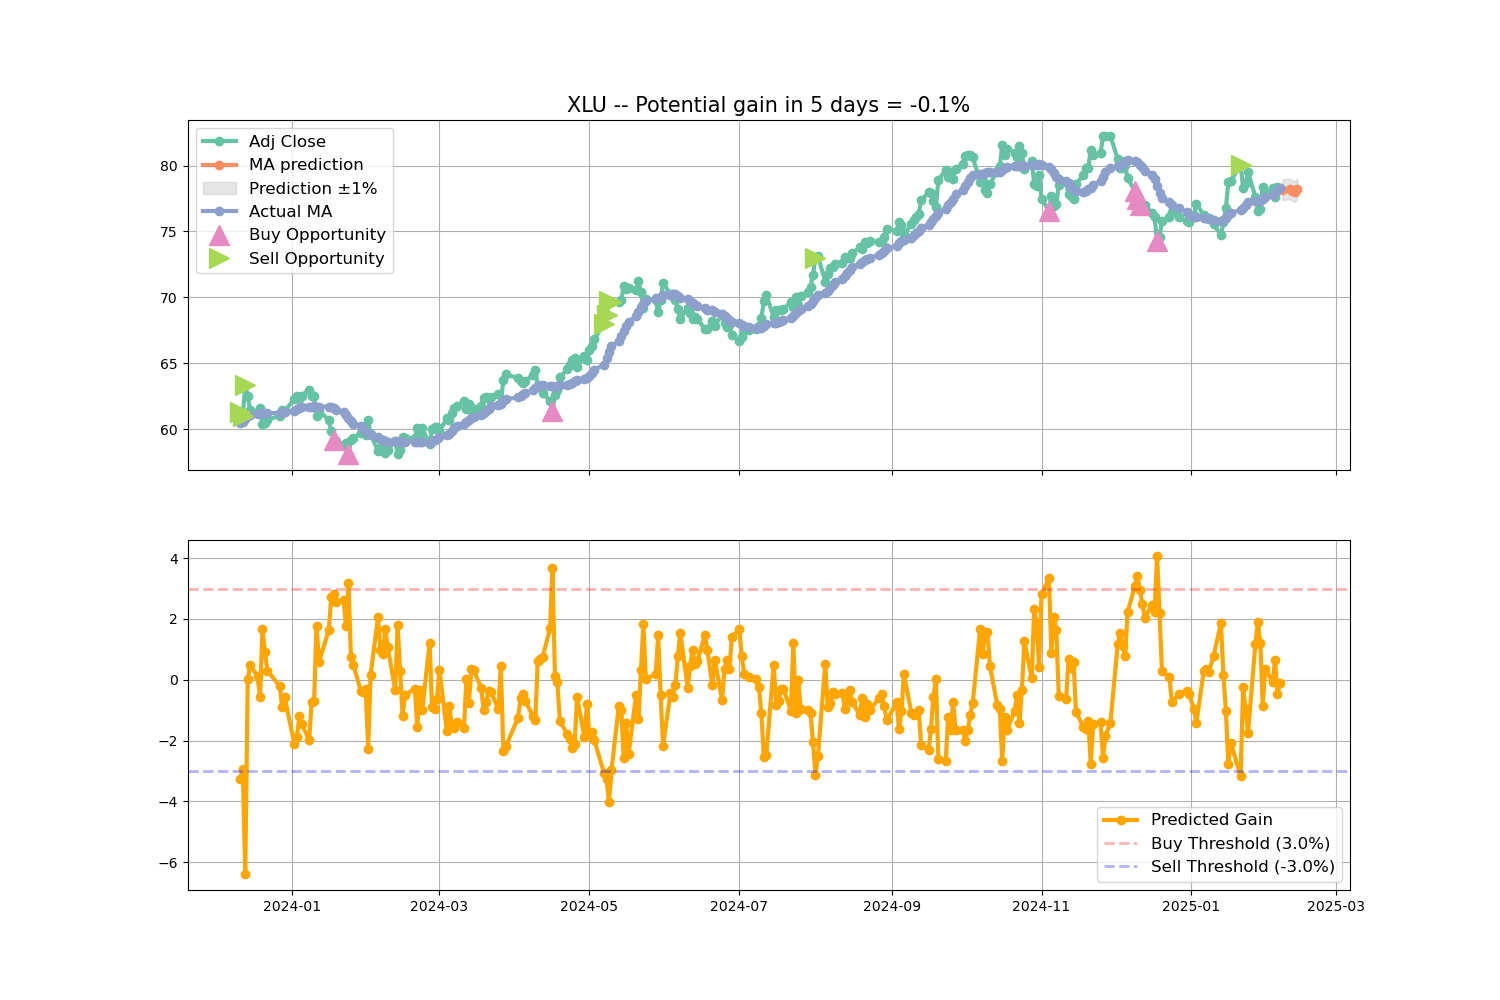 XLU -- Potential gain in 5 days = -0.1%
Adj Close
MA prediction
Prediction ±1%
Actual MA
Buy Opportunity
Sell Opportunity
80
75
70
65
60
4
2
0
−2
−4
−6
Predicted Gain
Buy Threshold (3.0%)
Sell Threshold (-3.0%)
2024-01
2024-03
2024-05
2024-07
2024-09
2024-11
2025-01
2025-03